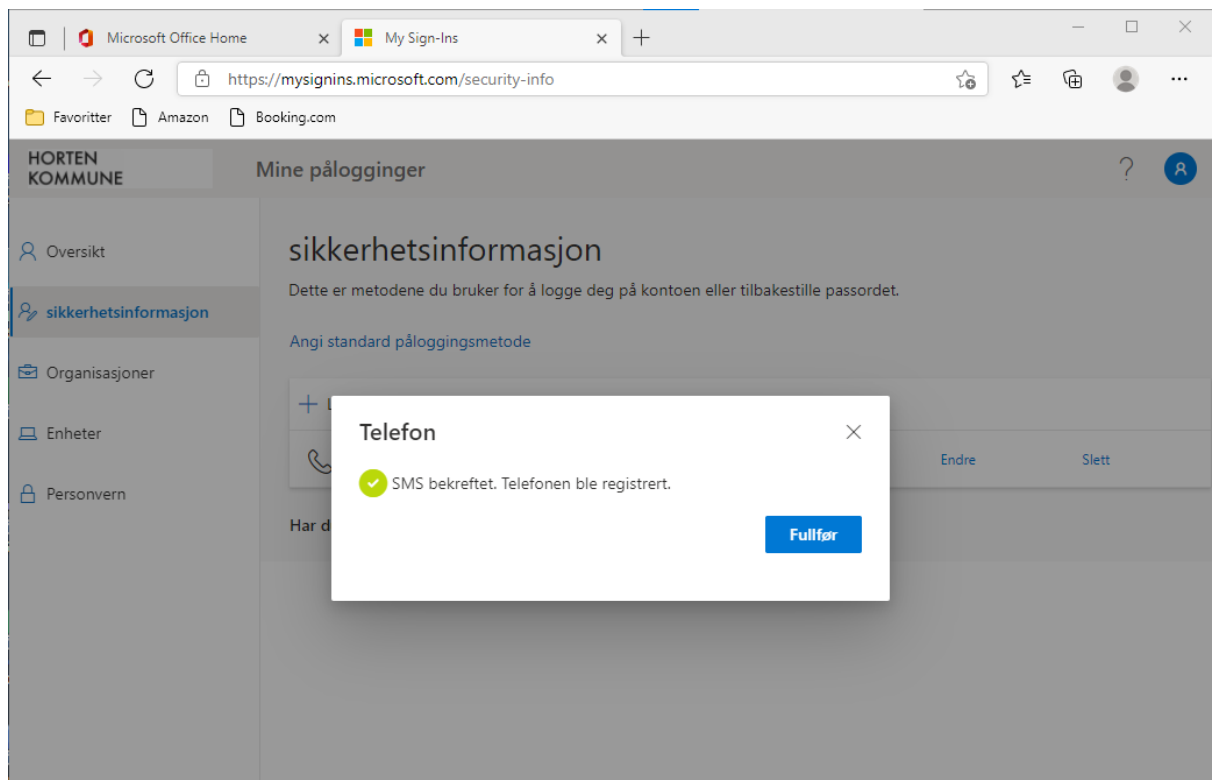 Microsoft Office Home
My Sign-Ins
https://mysignins.microsoft.com/security-info
Favoritter
Amazon
Booking.com
HORTEN
KOMMUNE
Mine pålogginger
?
Oversikt
sikkerhetsinformasjon
Organisasjoner
Enheter
Personvern
sikkerhetsinformasjon
Dette er metodene du bruker for å logge deg på kontoen eller tilbakestille passordet.
Angi standard påloggingsmetode
Endre
Slett
Har d
Telefon
SMS bekreftet. Telefonen ble registrert.
Fullfør